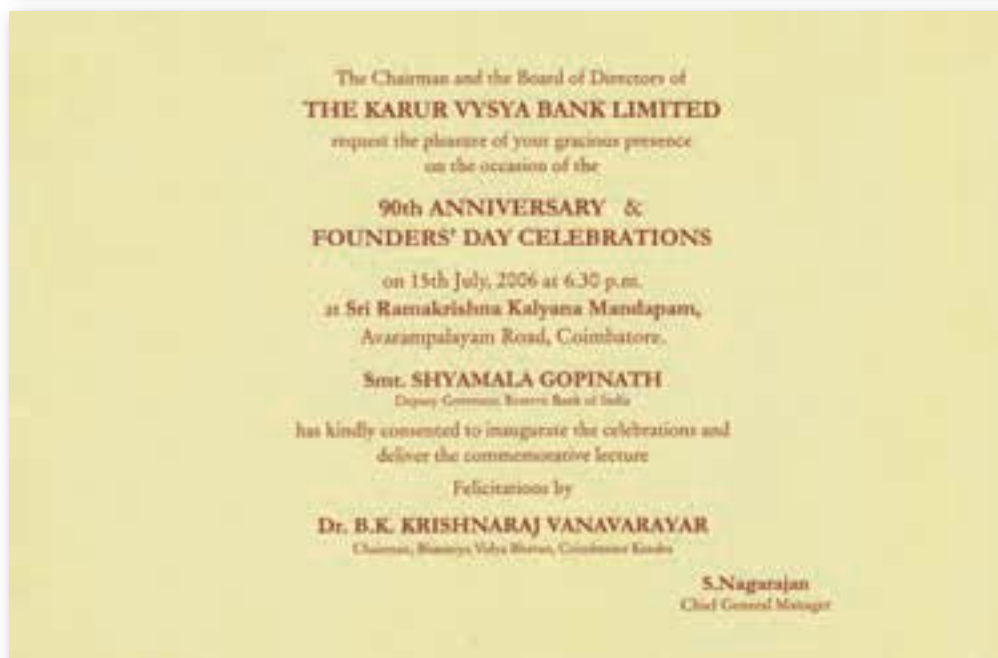 The Chairman and the Board of Directors of
THE KARUR VYSYA BANK LIMITED
request the pleasure of your gracious presence
on the occasion of the
90th ANNIVERSARY &
FOUNDERS' DAY CELEBRATIONS
on 15th July, 2006 at 6.30 p.m.
at Sri Ramakrishna Kalyana Mandapam,
Avarampalayam Road, Coimbatore.
Smt. SHYAMALA GOPINATH
Deputy Governor, Reserve Bank of India
has kindly consented to inaugurate the celebrations and
deliver the commemorative lecture
Felicitations by
Dr. B.K. KRISHNARAJ VANAVARAYAR
Chairman, Bharatiya Vidya Bhavan, Coimbatore Kendra
S.Nagarajan
Chief General Manager